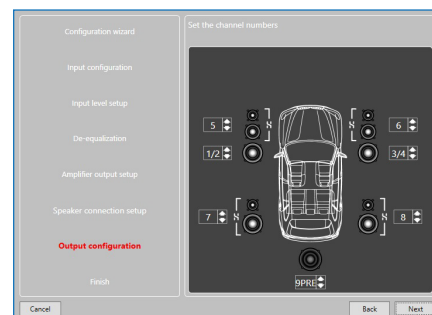 Configuration wizard
Input configuration
Input level setup
De-equalization
Amplifier output setup
Speaker connection setup
Output configuration
Finish
Set the channel numbers
5
6
1/2
3/4
7
8
9PRE
Cancel
Back
Next